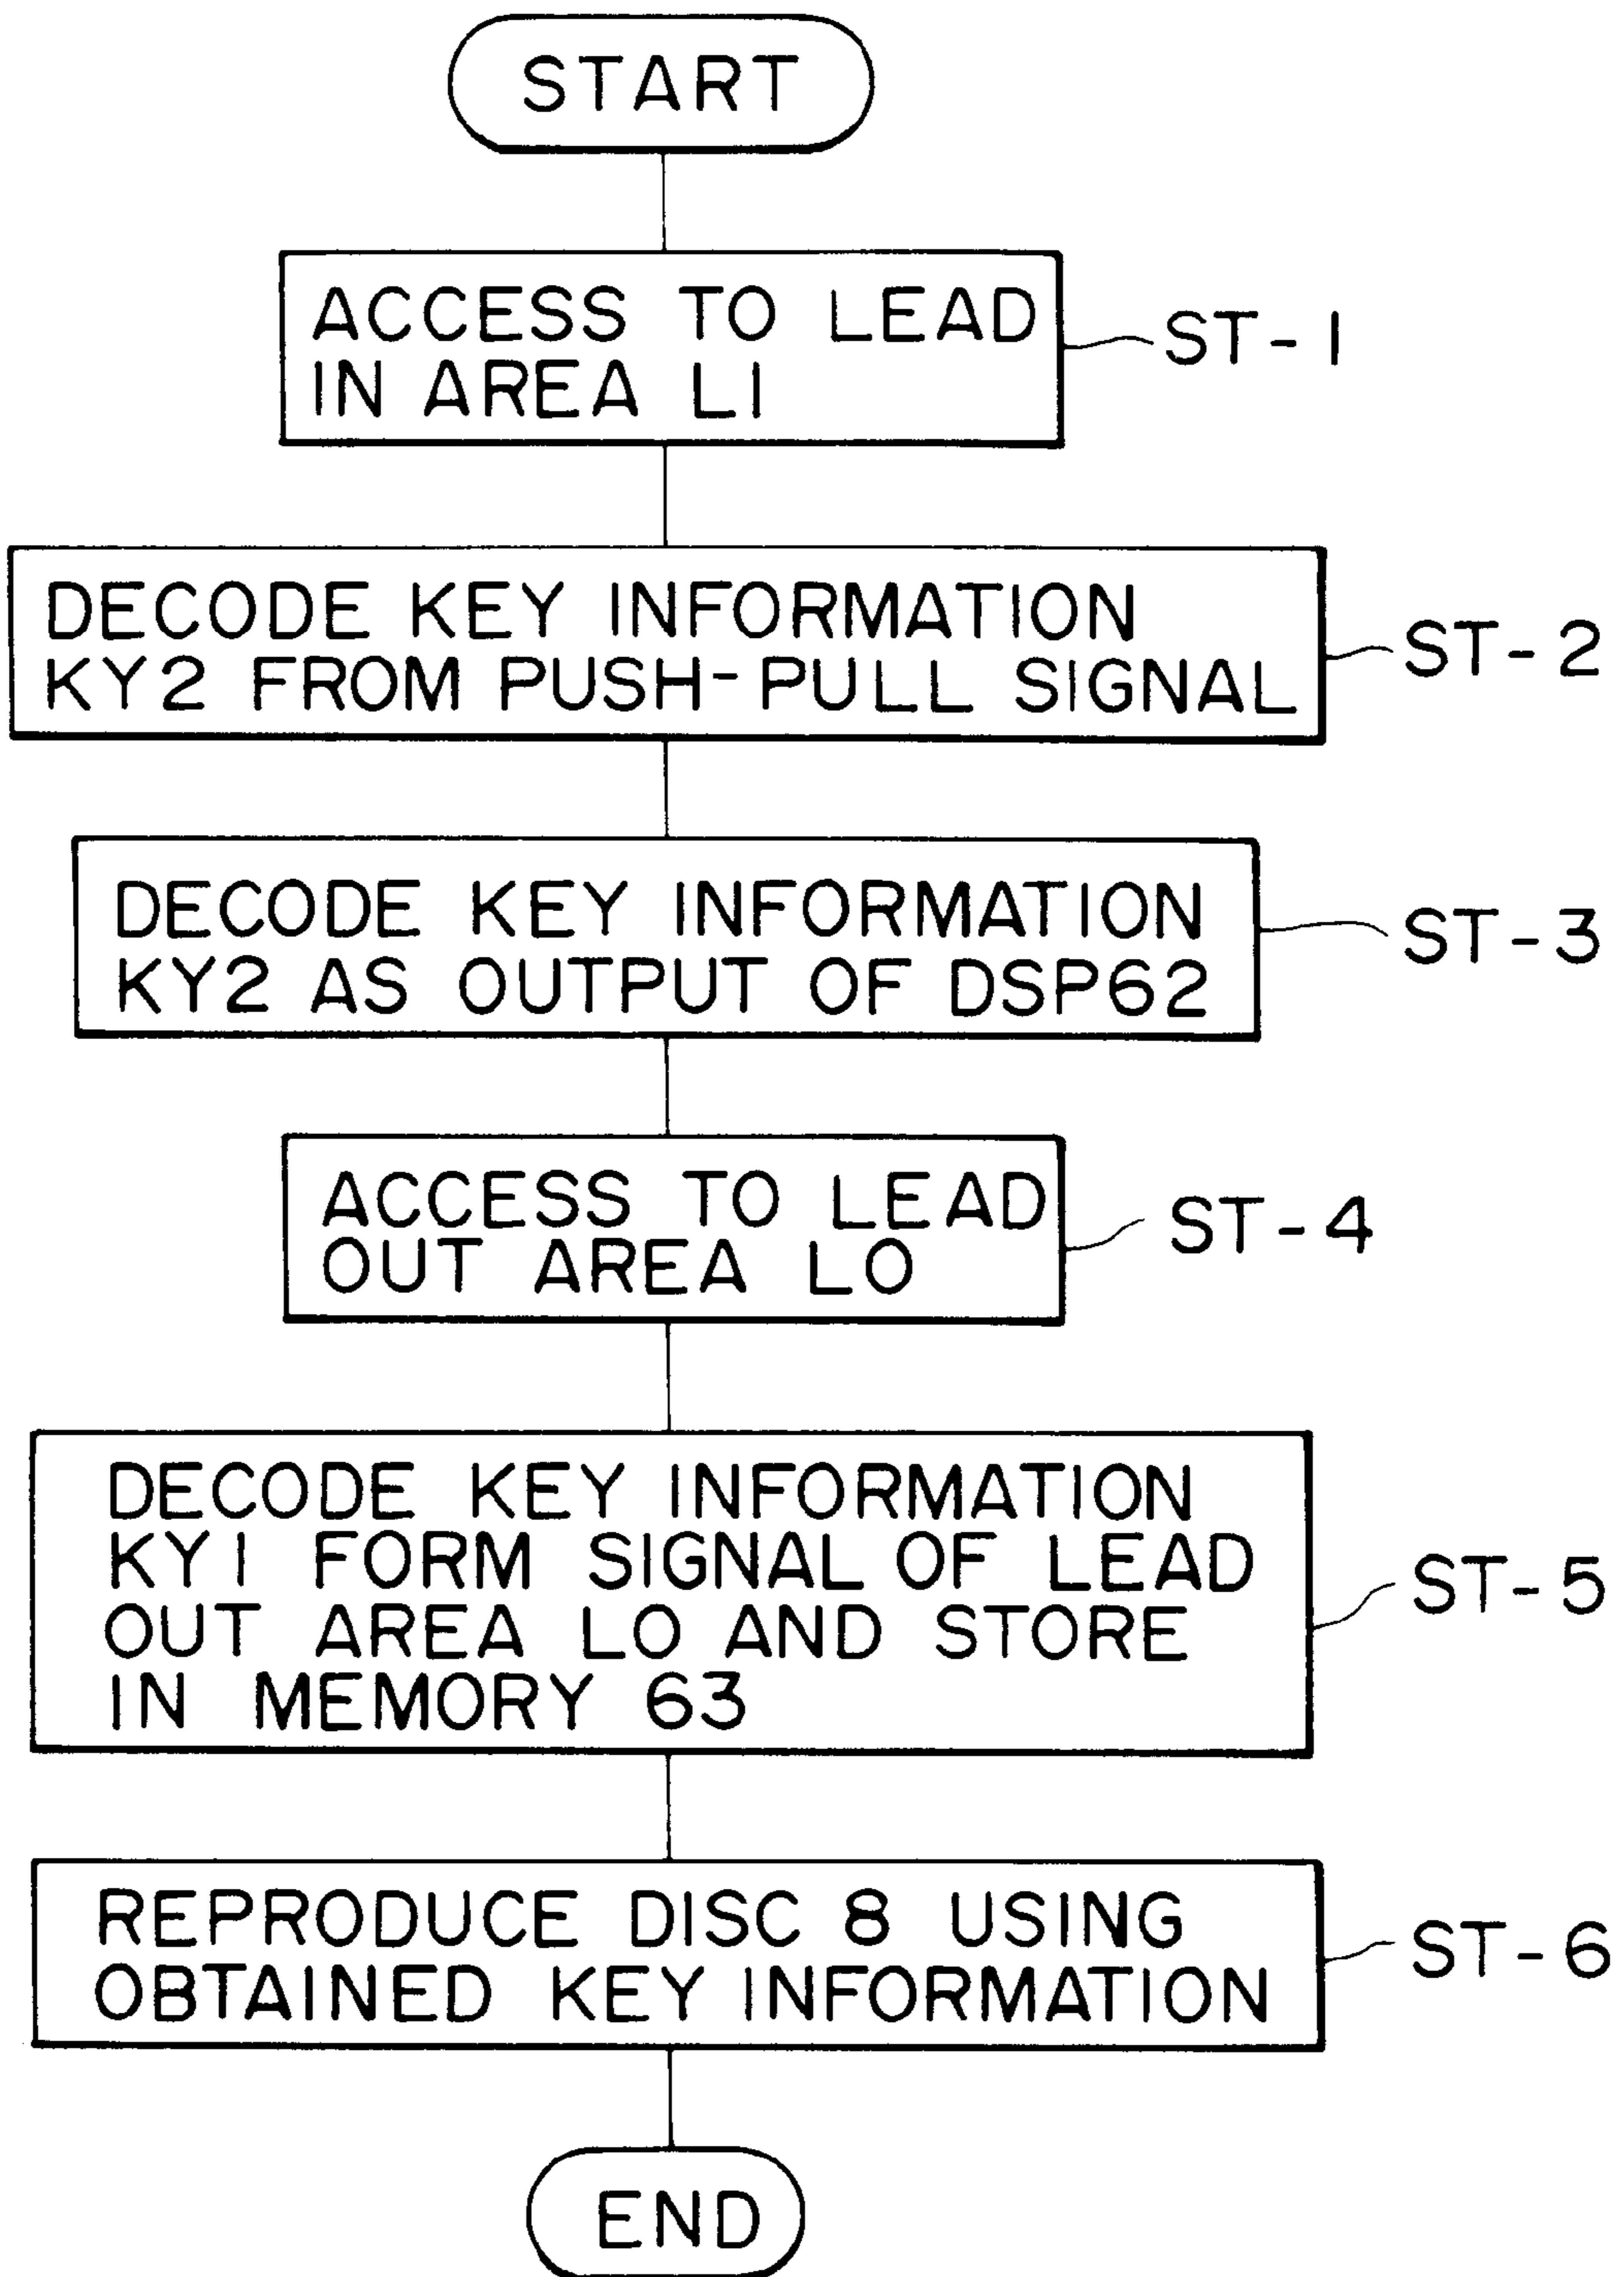 START
ACCESS TO LEAD
IN AREA LI
ST-1
DECODE KEY INFORMATION
KY2 FROM PUSH-PULL SIGNAL
ST-2
DECODE KEY INFORMATION
KY2 AS OUTPUT OF DSP62
ST-3
ACCESS TO LEAD
OUT AREA LO
ST-4
DECODE KEY INFORMATION
KY1 FORM SIGNAL OF LEAD
OUT AREA LO AND STORE
IN MEMORY 63
ST-5
REPRODUCE DISC 8 USING
OBTAINED KEY INFORMATION
ST-6
END